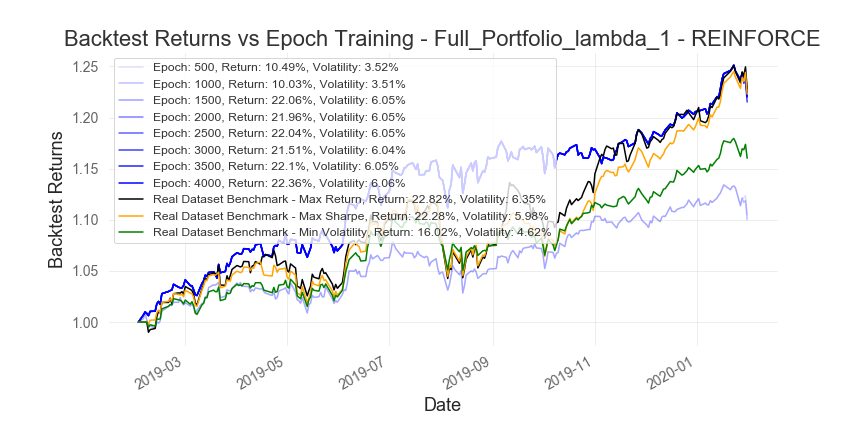 Backtest Returns vs Epoch Training - Full_Portfolio_lambda_1 - REINFORCE
Epoch: 500, Return: 10.49%, Volatility: 3.52%
Epoch: 1000, Return: 10.03%, Volatility: 3.51%
Epoch: 1500, Return: 22.06%, Volatility: 6.05%
Epoch: 2000, Return: 21.96%, Volatility: 6.05%
Epoch: 2500, Return: 22.04%, Volatility: 6.05%
Epoch: 3000, Return: 21.51%, Volatility: 6.04%
Epoch: 3500, Return: 22.1%, Volatility: 6.05%
Epoch: 4000, Return: 22.36%, Volatility: 6.06%
Real Dataset Benchmark - Max Return, Return: 22.82%, Volatility: 6.35%
Real Dataset Benchmark - Max Sharpe, Return: 22.28%, Volatility: 5.98%
Real Dataset Benchmark - Min Volatility, Return: 16.02%, Volatility: 4.62%
Backtest Returns
1.25
1.20
1.15
1.10
1.05
1.00
2019-03
2019-05
2019-07
2019-09
2019-11
2020-01
Date